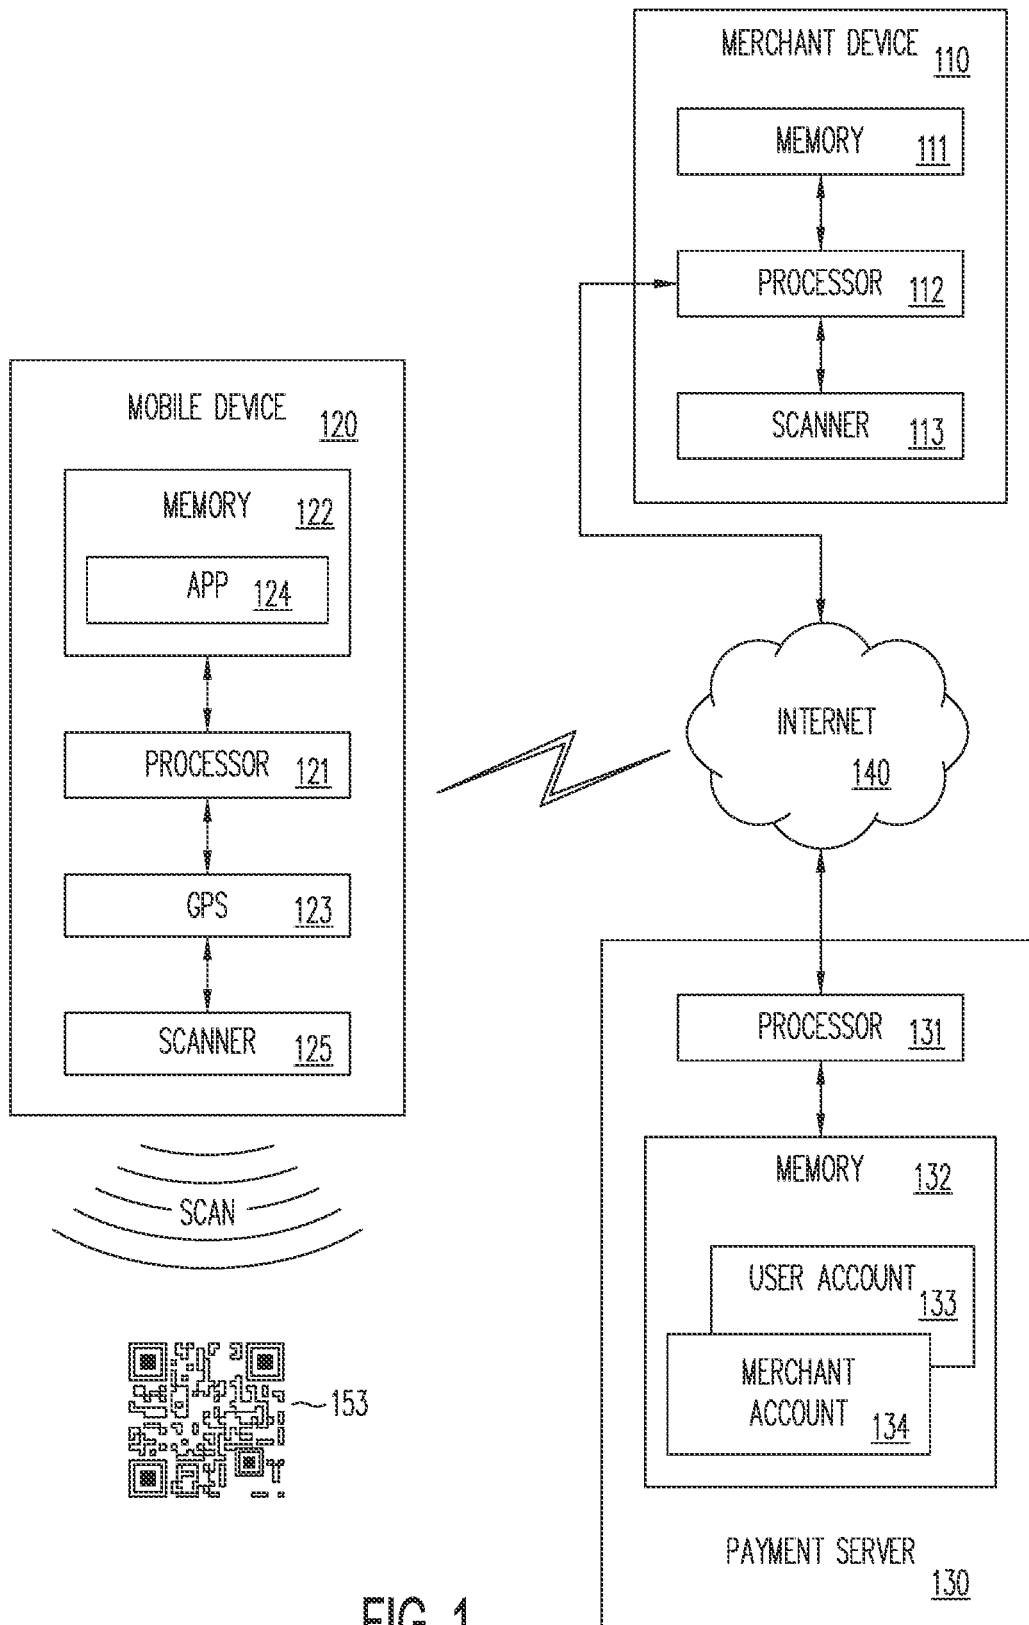 MERCHANT DEVICE 110
MEMORY 111
PROCESSOR 112
SCANNER 113
MOBILE DEVICE 120
MEMORY 122
APP 124
PROCESSOR 121
GPS 123
SCANNER 125
SCAN
153
INTERNET
140
PROCESSOR 131
MEMORY 132
USER ACCOUNT 133
MERCHANT
ACCOUNT 134
PAYMENT SERVER 130
FIG. 1